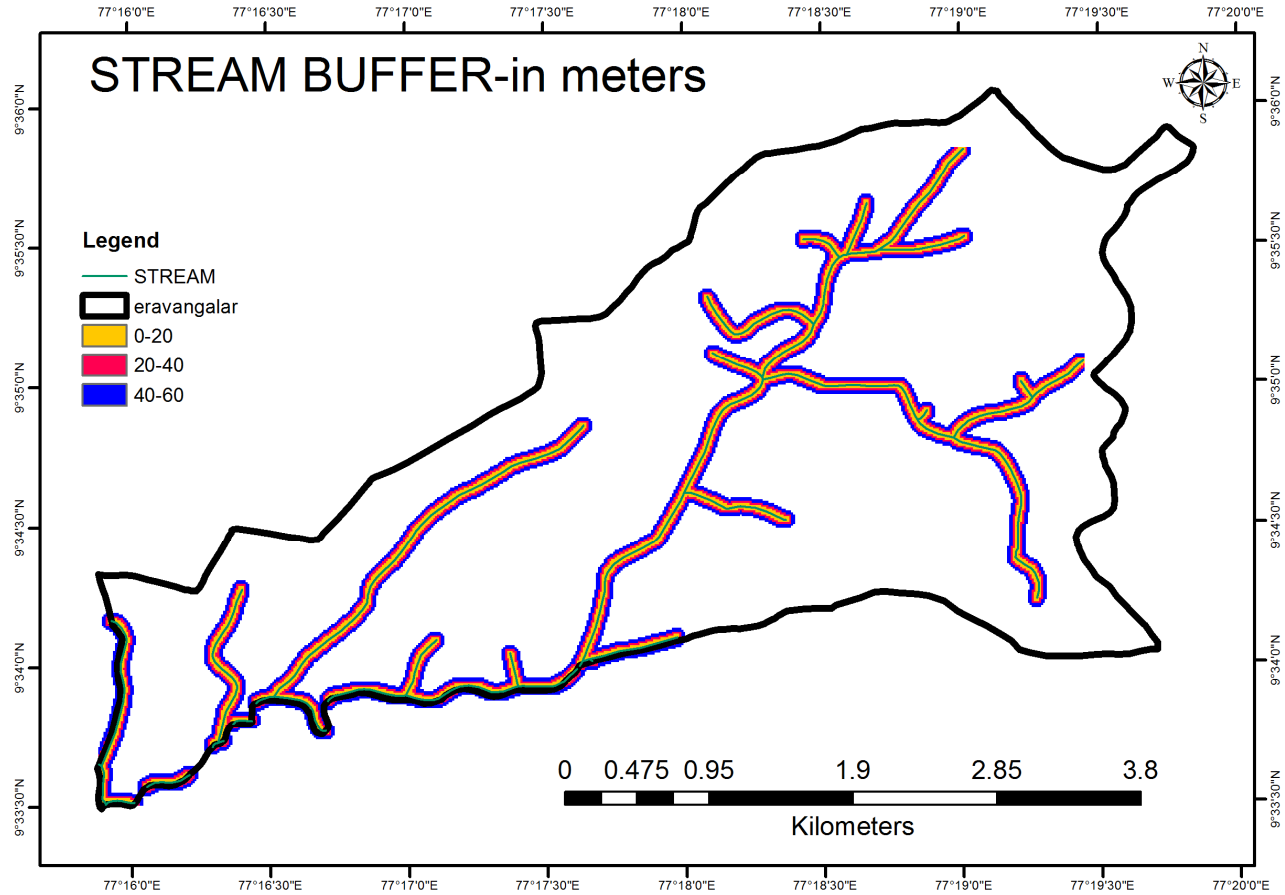 77°16'0"E 77°16'30"E 77°17'0"E 77°17'30"E 77°18'0"E 77°18'30"E 77°19'0"E 77°19'30"E 77°20'0"E
STREAM BUFFER-in meters
N
W E
S
9°36'0"N 9°36'0"N
9°35'30"N 9°35'30"N
Legend
STREAM
eravangalar
0-20
20-40
40-60
9°35'0"N 9°35'0"N
9°34'30"N 9°34'30"N
9°34'0"N 9°34'0"N
0 0.475 0.95 1.9 2.85 3.8
Kilometers
9°33'30"N 9°33'30"N
77°16'0"E 77°16'30"E 77°17'0"E 77°17'30"E 77°18'0"E 77°18'30"E 77°19'0"E 77°19'30"E 77°20'0"E